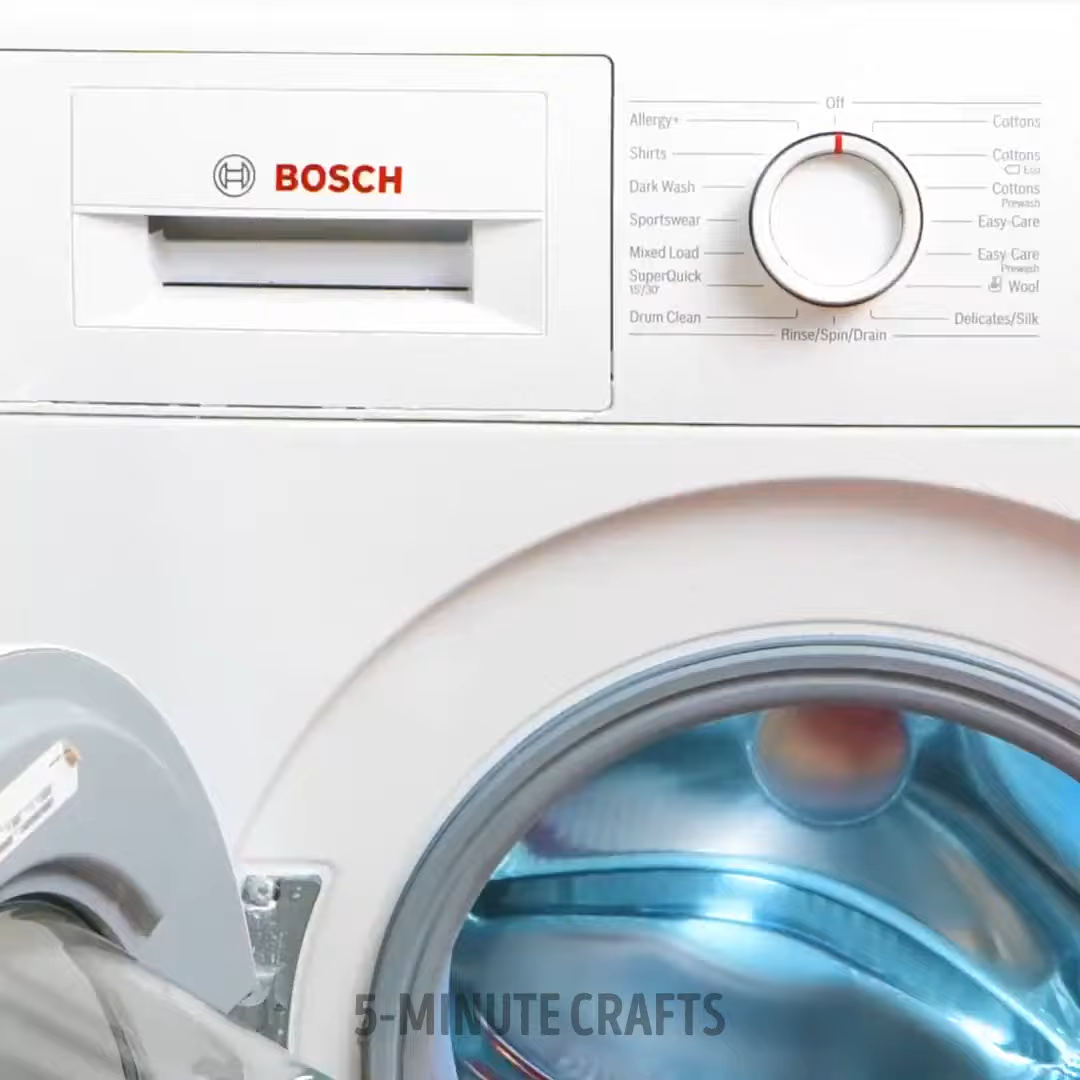 BOSCH
Off
Allergy+
Shirts
Dark Wash
Sportswear
Mixed Load
SuperQuick
15'/30'
Drum Clean
Cottons
Cottons
Eco
Cottons
Prewash
Easy-Care
Easy-Care
Prewash
Wool
Delicates/Silk
Rinse/Spin/Drain
5-MINUTE CRAFTS